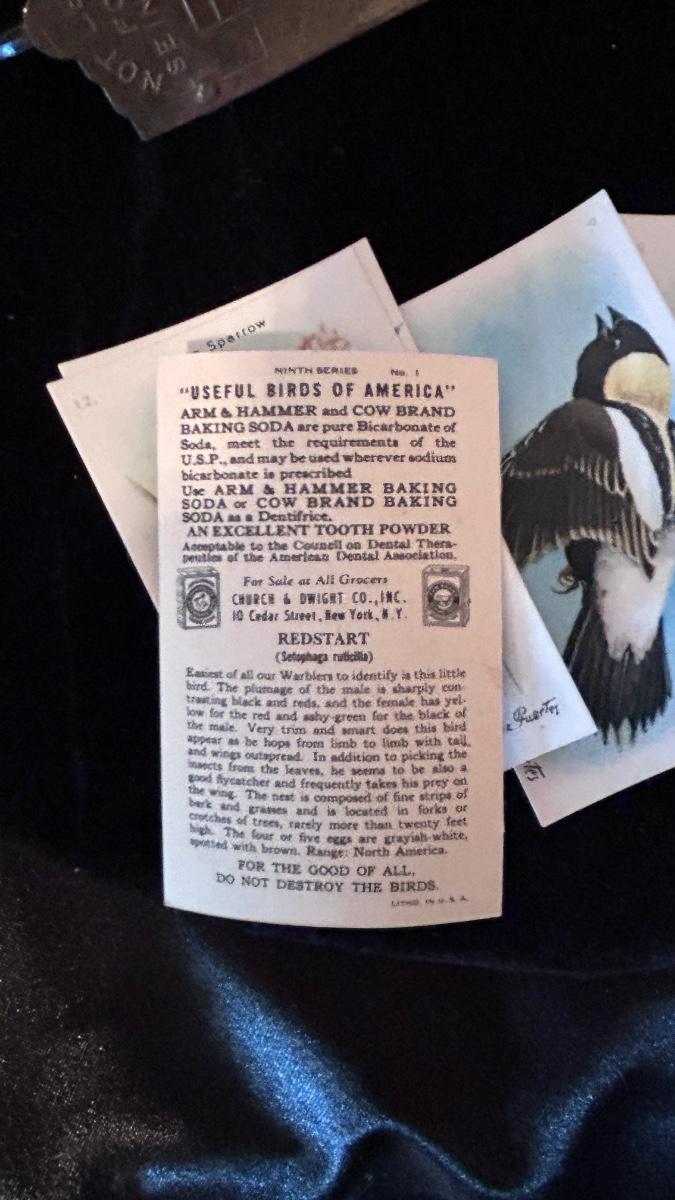 NOT
SE
FO
NE
Sparrow
12.
NINTH SERIES No. 1
"USEFUL BIRDS OF AMERICA"
ARM & HAMMER and COW BRAND
BAKING SODA are pure Bicarbonate of
Soda, meet the requirements of the
U.S.P., and may be used wherever sodium
bicarbonate is prescribed
Use ARM & HAMMER BAKING
SODA or COW BRAND BAKING
SODA as a Dentifrice.
AN EXCELLENT TOOTH POWDER
Acceptable to the Council on Dental Thera-
peutics of the American Dental Association.
For Sale at All Grocers
CHURCH & DWIGHT CO., INC.
10 Cedar Street, New York, N.Y.
REDSTART
(Setophaga ruticilla)
Easiest of all our Warblers to identify is this little
bird. The plumage of the male is sharply con-
trasting black and reds, and the female has yel-
low for the red and ashy-green for the black of
the male. Very trim and smart does this bird
appear as he hops from limb to limb with tail
and wings outspread. In addition to picking the
insects from the leaves, he seems to be also a
good flycatcher and frequently takes his prey on
the wing. The nest is composed of fine strips of
bark and grasses and is located in forks or
crotches of trees, rarely more than twenty feet
high. The four or five eggs are grayish-white,
spotted with brown. Range: North America.
FOR THE GOOD OF ALL,
DO NOT DESTROY THE BIRDS.
LITHO. IN U.S.A.
Fuertes
rtes